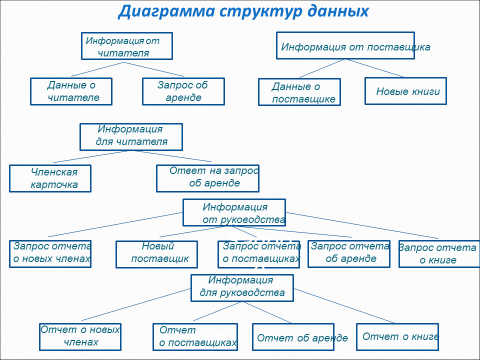 Диаграмма структур данных
Информация от
читателя
Информация от поставщика
Данные о
читателе
Запрос об
аренде
Данные о
поставщике
Новые книги
Информация
для читателя
Членская
карточка
Ответ на запрос
об аренде
Информация
от руководства
Запрос отчета
о новых членах
Новый
поставщик
Запрос отчета
о поставщиках
Запрос отчета
об аренде
Запрос отчета
о книге
Информация
для руководства
Отчет о новых
членах
Отчет
о поставщиках
Отчет об аренде
Отчет о книге